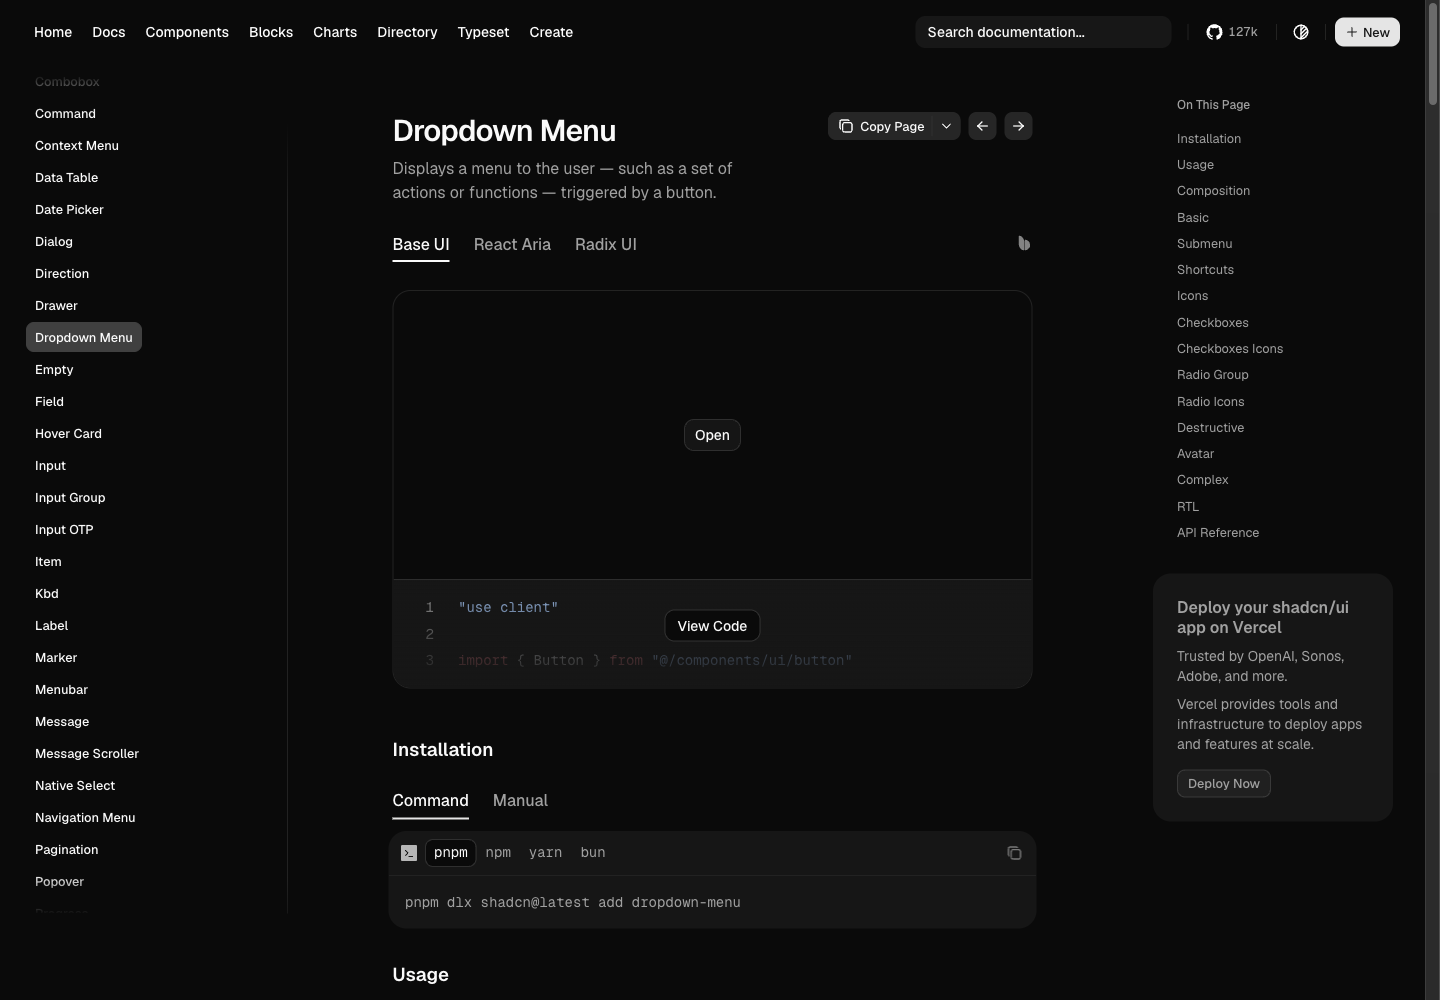 Home Docs Components Blocks Charts Directory Typeset Create
Search documentation...
127k
New
Combobox
Command
Context Menu
Data Table
Date Picker
Dialog
Direction
Drawer
Dropdown Menu
Empty
Field
Hover Card
Input
Input Group
Input OTP
Item
Kbd
Label
Marker
Menubar
Message
Message Scroller
Native Select
Navigation Menu
Pagination
Popover
Dropdown Menu
Copy Page
Displays a menu to the user — such as a set of
actions or functions — triggered by a button.
Base UI React Aria Radix UI
Open
1 "use client"
2
View Code
3 import { Button } from "@/components/ui/button"
Installation
Command Manual
pnpm npm yarn bun
pnpm dlx shadcn@latest add dropdown-menu
Usage
On This Page
Installation
Usage
Composition
Basic
Submenu
Shortcuts
Icons
Checkboxes
Checkboxes Icons
Radio Group
Radio Icons
Destructive
Avatar
Complex
RTL
API Reference
Deploy your shadcn/ui
app on Vercel
Trusted by OpenAI, Sonos,
Adobe, and more.
Vercel provides tools and
infrastructure to deploy apps
and features at scale.
Deploy Now